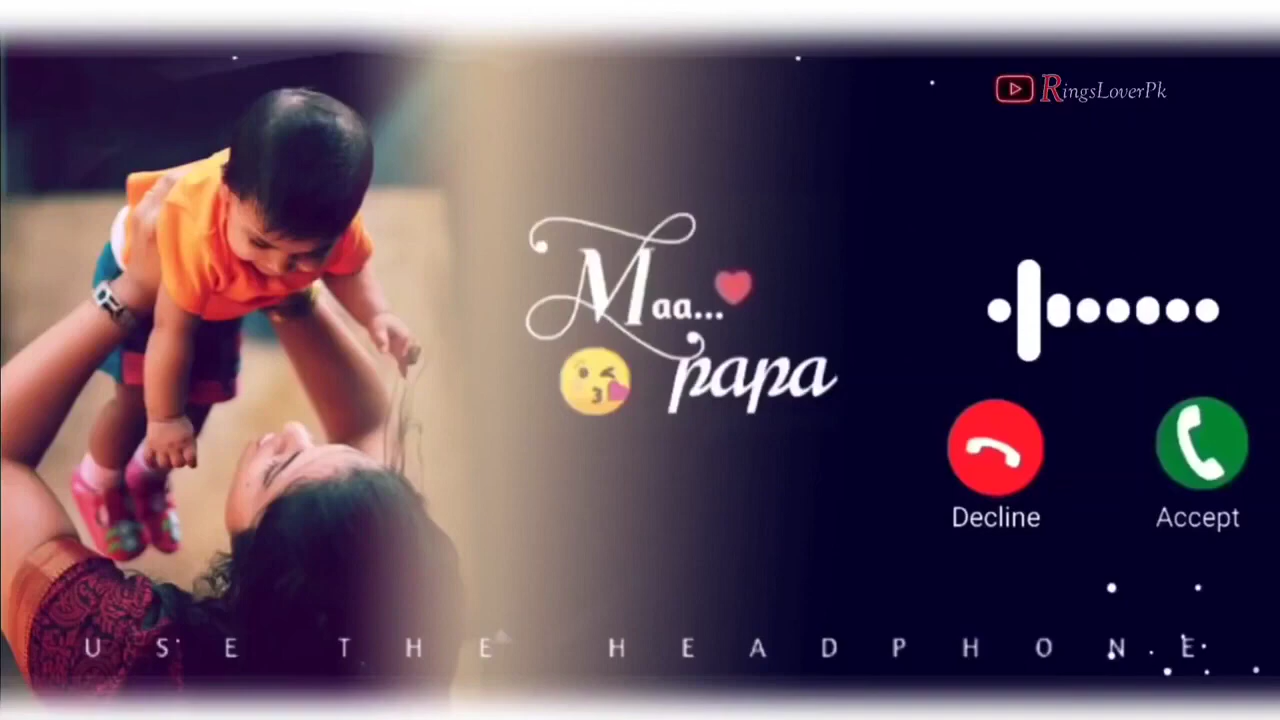 RingsLoverPk
Maa...
papa
Decline
Accept
USE THE HEADPHONE